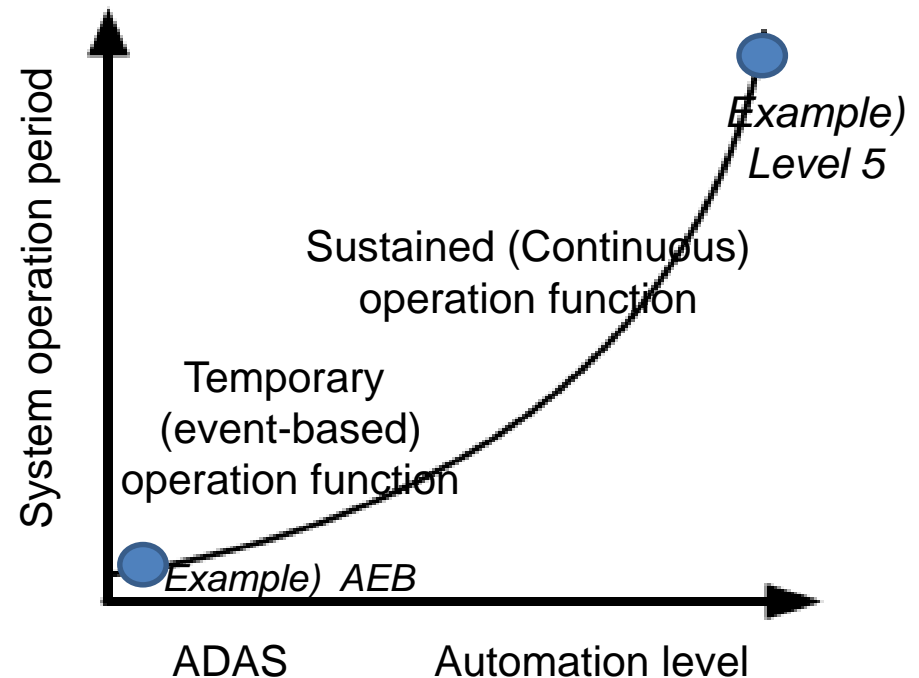 System operation period
Example)
Level 5
Sustained (Continuous)
operation function
Temporary
(event-based)
operation function
Example) AEB
ADAS
Automation level